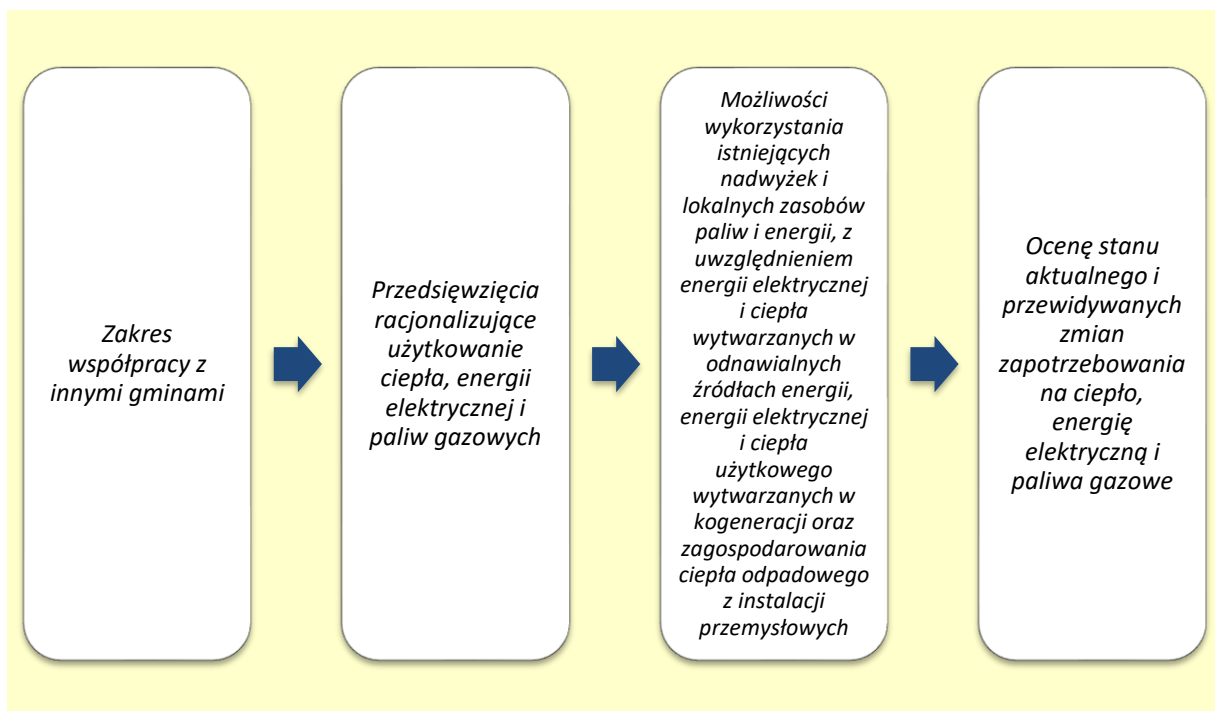 Zakres
współpracy z
innymi gminami
Przedsięwzięcia
racjonalizujące
użytkowanie
ciepła, energii
elektrycznej i
paliw gazowych
Możliwości
wykorzystania
istniejących
nadwyżek i
lokalnych zasobów
paliw i energii, z
uwzględnieniem
energii elektrycznej
i ciepła
wytwarzanych w
odnawialnych
źródłach energii,
energii elektrycznej
i ciepła
użytkowego
wytwarzanych w
kogeneracji oraz
zagospodarowania
ciepła odpadowego
z instalacji
przemysłowych
Ocenę stanu
aktualnego i
przewidywanych
zmian
zapotrzebowania
na ciepło,
energię
elektryczną i
paliwa gazowe